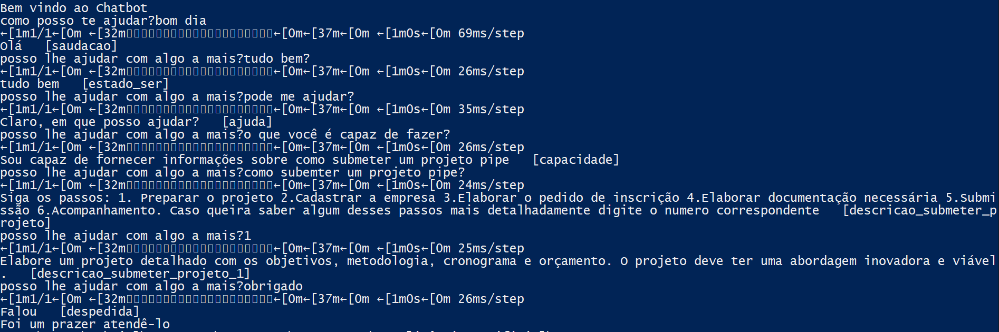 Bem vindo ao Chatbot
como posso te ajudar?bom dia
←[1m1/1←[0m ←[32m▯▯▯▯▯▯▯▯▯▯▯▯▯▯▯▯▯▯▯▯←[0m←[37m←[0m ←[1m0s←[0m 69ms/step
Olá   [saudacao]
posso lhe ajudar com algo a mais?tudo bem?
←[1m1/1←[0m ←[32m▯▯▯▯▯▯▯▯▯▯▯▯▯▯▯▯▯▯▯▯←[0m←[37m←[0m ←[1m0s←[0m 26ms/step
tudo bem   [estado_ser]
posso lhe ajudar com algo a mais?pode me ajudar?
←[1m1/1←[0m ←[32m▯▯▯▯▯▯▯▯▯▯▯▯▯▯▯▯▯▯▯▯←[0m←[37m←[0m ←[1m0s←[0m 35ms/step
Claro, em que posso ajudar?   [ajuda]
posso lhe ajudar com algo a mais?o que você é capaz de fazer?
←[1m1/1←[0m ←[32m▯▯▯▯▯▯▯▯▯▯▯▯▯▯▯▯▯▯▯▯←[0m←[37m←[0m ←[1m0s←[0m 26ms/step
Sou capaz de fornecer informações sobre como submeter um projeto pipe   [capacidade]
posso lhe ajudar com algo a mais?como subemter um projeto pipe?
←[1m1/1←[0m ←[32m▯▯▯▯▯▯▯▯▯▯▯▯▯▯▯▯▯▯▯▯←[0m←[37m←[0m ←[1m0s←[0m 24ms/step
Siga os passos: 1. Preparar o projeto 2.Cadastrar a empresa 3.Elaborar o pedido de inscrição 4.Elaborar documentação necessária 5.Submi
ssão 6.Acompanhamento. Caso queira saber algum desses passos mais detalhadamente digite o numero correspondente   [descricao_submeter_p
rojeto]
posso lhe ajudar com algo a mais?1
←[1m1/1←[0m ←[32m▯▯▯▯▯▯▯▯▯▯▯▯▯▯▯▯▯▯▯▯←[0m←[37m←[0m ←[1m0s←[0m 25ms/step
Elabore um projeto detalhado com os objetivos, metodologia, cronograma e orçamento. O projeto deve ter uma abordagem inovadora e viável
.   [descricao_submeter_projeto_1]
posso lhe ajudar com algo a mais?obrigado
←[1m1/1←[0m ←[32m▯▯▯▯▯▯▯▯▯▯▯▯▯▯▯▯▯▯▯▯←[0m←[37m←[0m ←[1m0s←[0m 26ms/step
Falou   [despedida]
Foi um prazer atendê-lo